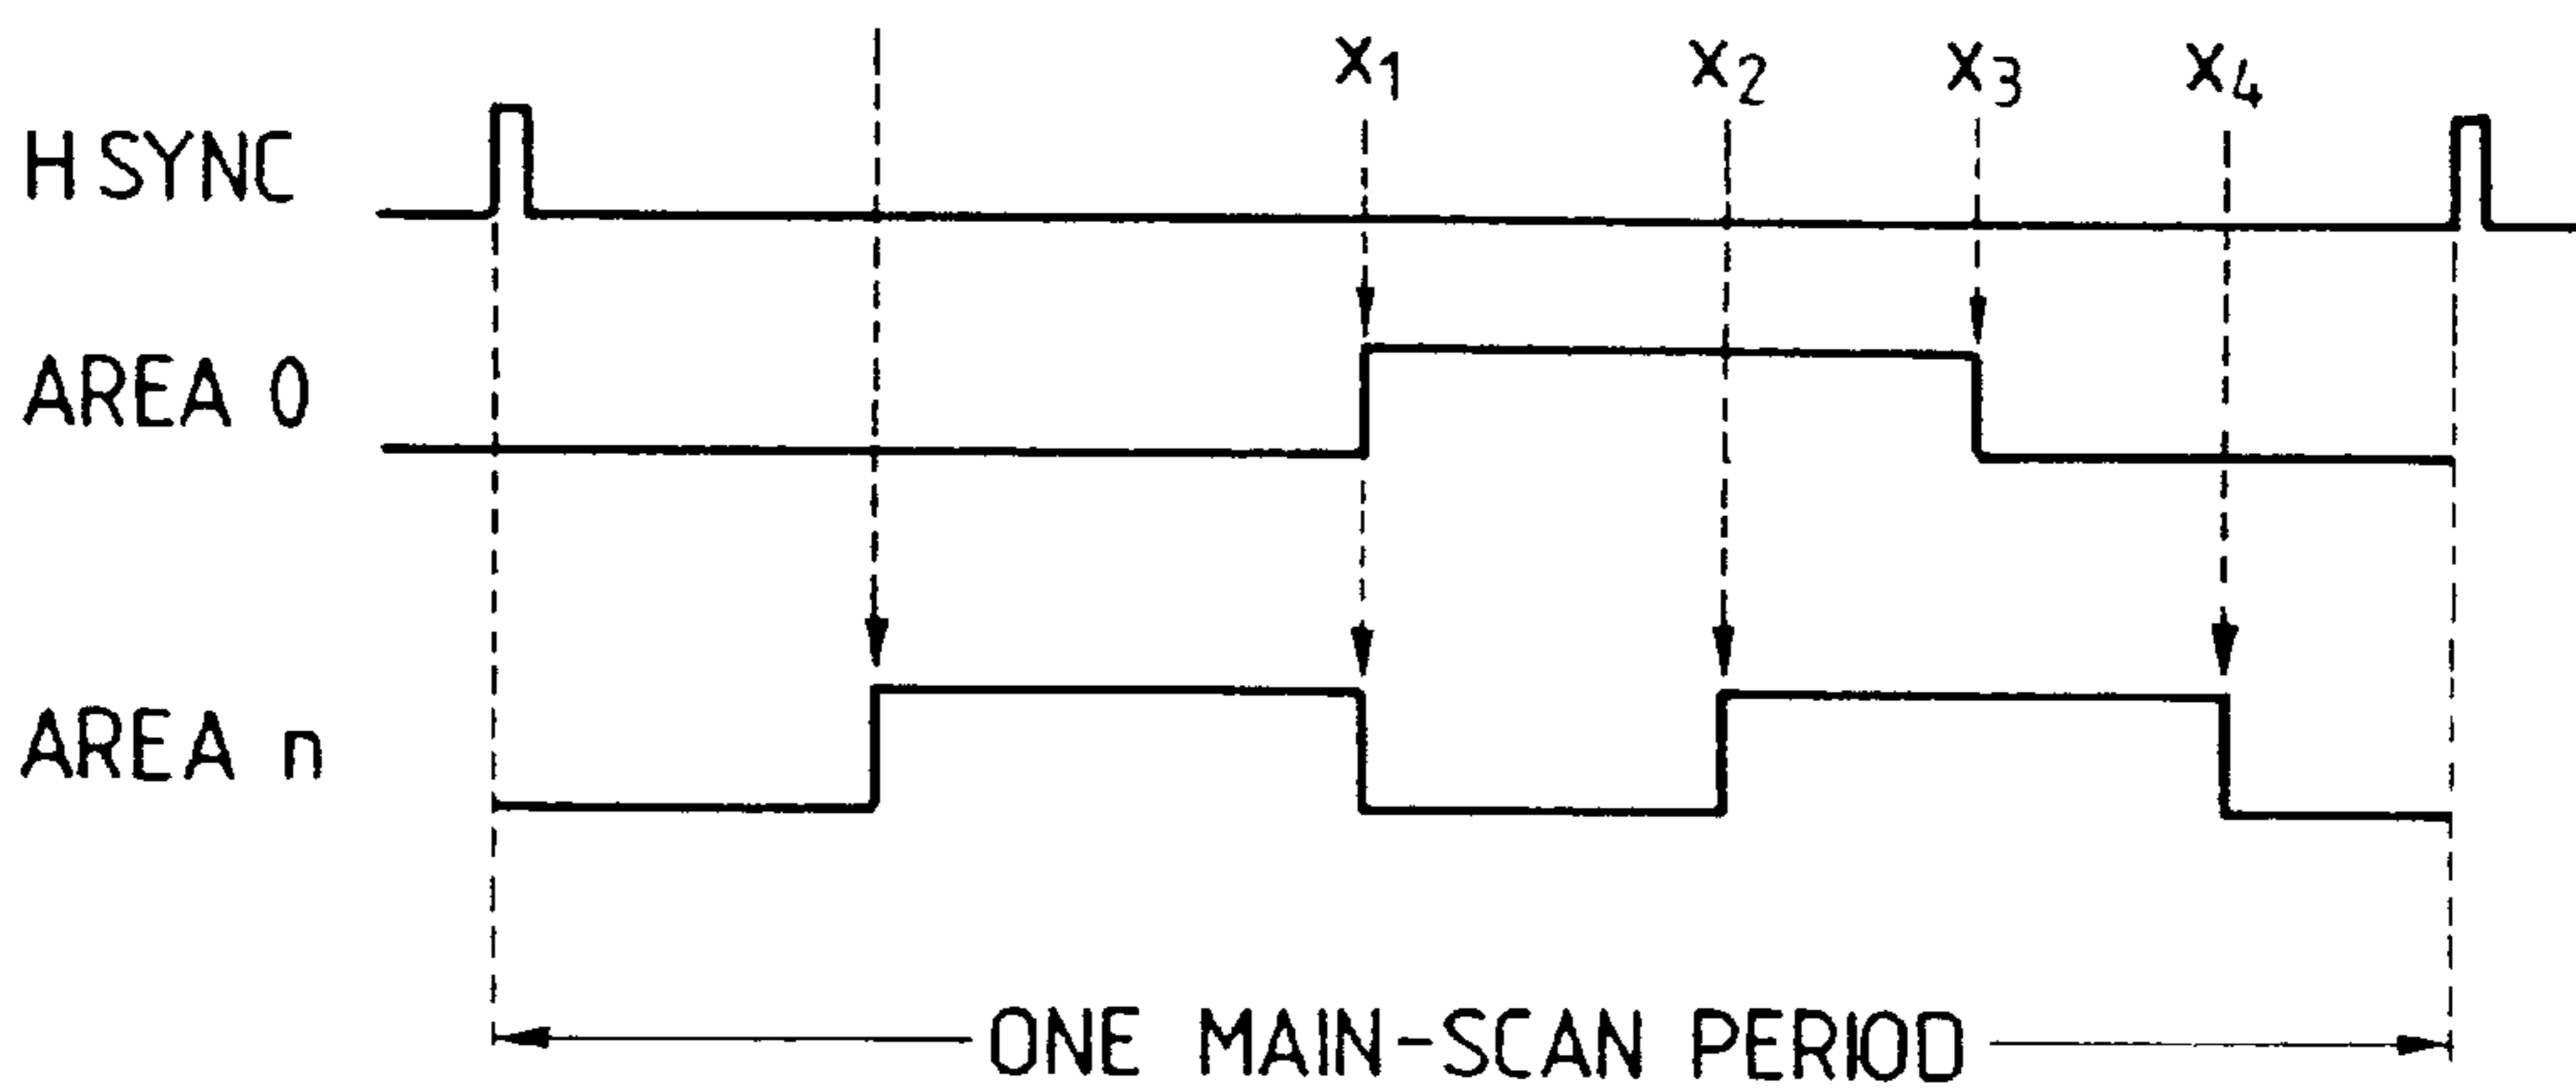 x₁ x₂ x₃ x₄
H SYNC
AREA 0
AREA n
ONE MAIN-SCAN PERIOD